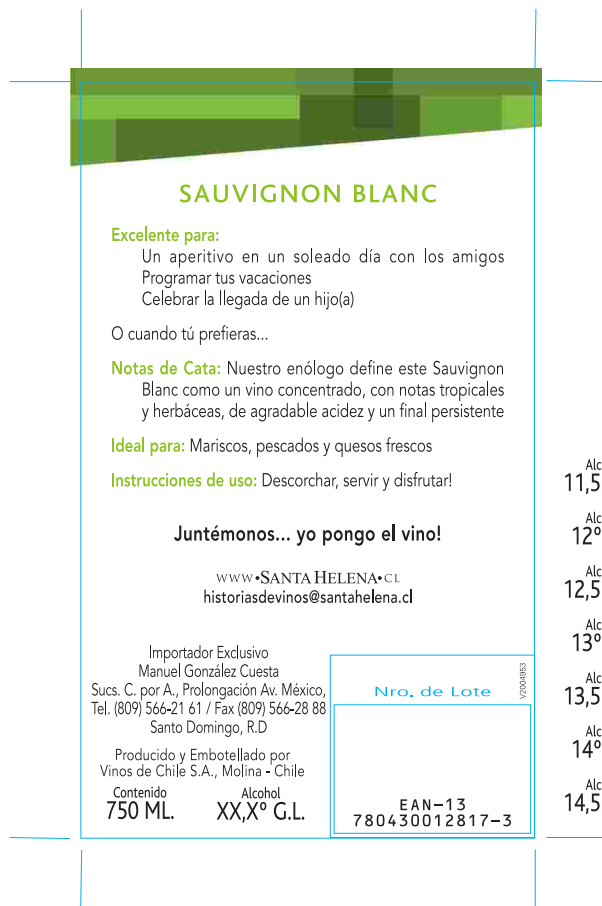 SAUVIGNON BLANC
Excelente para:
Un aperitivo en un soleado día con los amigos
Programar tus vacaciones
Celebrar la llegada de un hijo(a)
O cuando tú prefieras...
Notas de Cata: Nuestro enólogo define este Sauvignon
Blanc como un vino concentrado, con notas tropicales
y herbáceas, de agradable acidez y un final persistente
Ideal para: Mariscos, pescados y quesos frescos
Instrucciones de uso: Descorchar, servir y disfrutar!
Juntémonos... yo pongo el vino!
WWW•SANTA HELENA•CL
historiasdevinos@santahelena.cl
Importador Exclusivo
Manuel González Cuesta
Sucs. C. por A., Prolongación Av. México,
Tel. (809) 566-21 61 / Fax (809) 566-28 88
Santo Domingo, R.D
Producido y Embotellado por
Vinos de Chile S.A., Molina - Chile
Contenido
750 ML.
Alcohol
XX,Xº G.L.
Nro. de Lote
V2004953
EAN-13
780430012817-3
Alc
11,5
Alc
12º
Alc
12,5
Alc
13º
Alc
13,5
Alc
14º
Alc
14,5